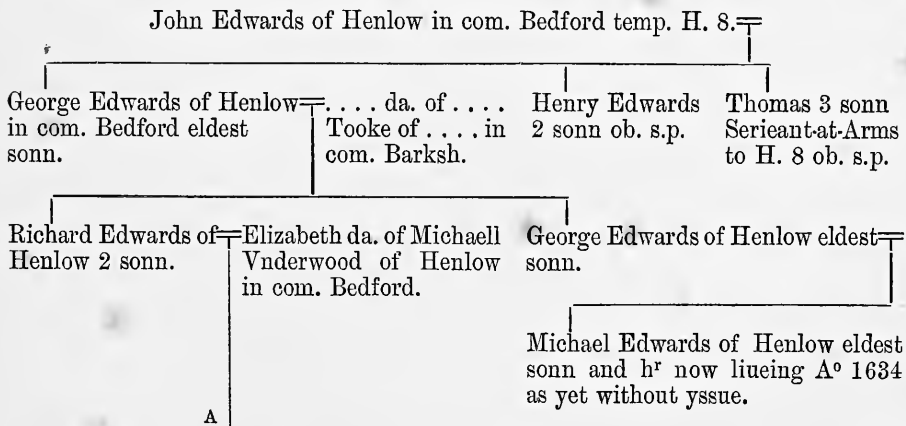 John Edwards of Henlow in com. Bedford temp. H. 8.
George Edwards of Henlow
in com. Bedford eldest
sonn.
. . . . da. of . . . .
Tooke of . . . . in
com. Barksh.
Henry Edwards
2 sonn ob. s.p.
Thomas 3 sonn
Serieant-at-Arms
to H. 8 ob. s.p.
Richard Edwards of
Henlow 2 sonn.
Elizabeth da. of Michaell
Vnderwood of Henlow
in com. Bedford.
George Edwards of Henlow eldest
sonn.
Michael Edwards of Henlow eldest
sonn and hʳ now liueing Aº 1634
as yet without yssue.
A